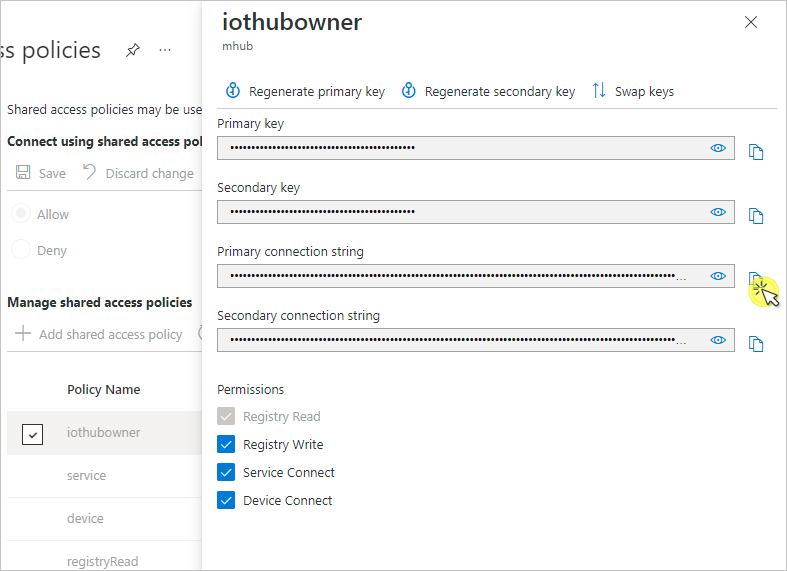 ss policies
...
Shared access policies may be use
Connect using shared access pol
Save Discard change
Allow
Deny
Manage shared access policies
Add shared access policy
Policy Name
iothubowner
service
device
registryRead
iothubowner
mhub
Regenerate primary key Regenerate secondary key Swap keys
Primary key
Secondary key
Primary connection string
Secondary connection string
Permissions
Registry Read
Registry Write
Service Connect
Device Connect